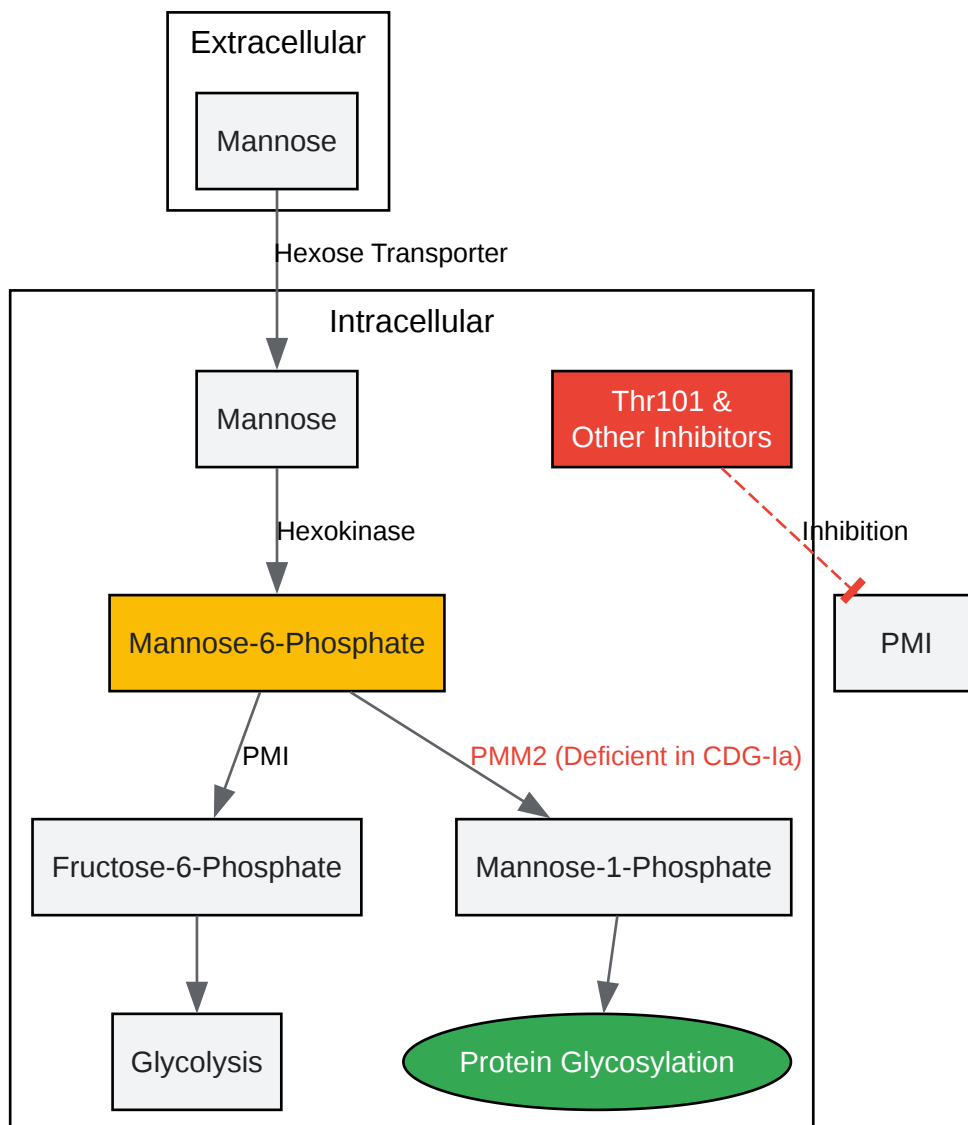 Extracellular
Mannose
Hexose Transporter
Intracellular
Mannose
Thr101 &
Other Inhibitors
Hexokinase
Inhibition
Mannose-6-Phosphate
PMI
PMI
PMM2 (Deficient in CDG-Ia)
Fructose-6-Phosphate
Mannose-1-Phosphate
Glycolysis
Protein Glycosylation